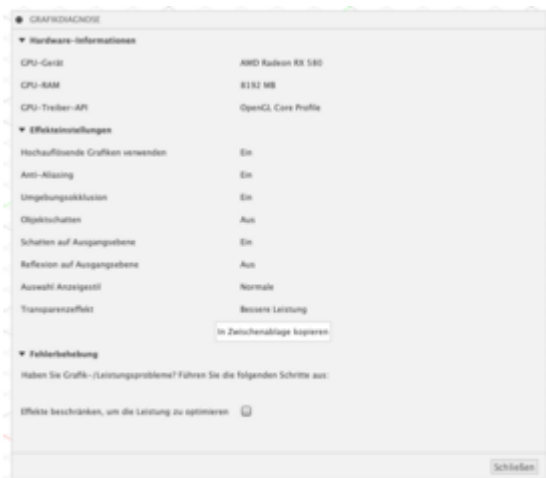 GRAFIKDIAGNOSE
▼ Hardware-Informationen
GPU-Gerät AMD Radeon RX 580
GPU-RAM 8192 MB
GPU-Treiber-API OpenGL Core Profile
▼ Effekteinstellungen
Hochauflösende Grafiken verwenden Ein
Anti-Aliasing Ein
Umgebungsokklusion Ein
Objektschatten Aus
Schatten auf Ausgangsebene Ein
Reflexion auf Ausgangsebene Aus
Auswahl Anzeigestil Normale
Transparenzeffekt Bessere Leistung
In Zwischenablage kopieren
▼ Fehlerbehebung
Haben Sie Grafik-/Leistungsprobleme? Führen Sie die folgenden Schritte aus:
Effekte beschränken, um die Leistung zu optimieren
Schließen